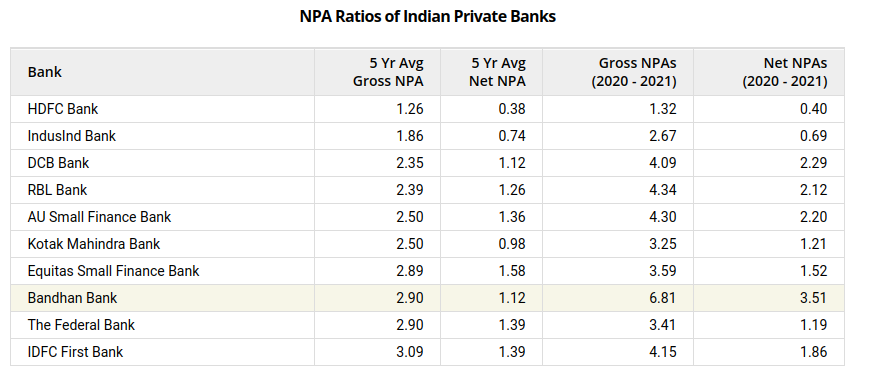 NPA Ratios of Indian Private Banks
Bank 5 Yr Avg Gross NPA 5 Yr Avg Net NPA Gross NPAs (2020 - 2021) Net NPAs (2020 - 2021)
HDFC Bank 1.26 0.38 1.32 0.40
IndusInd Bank 1.86 0.74 2.67 0.69
DCB Bank 2.35 1.12 4.09 2.29
RBL Bank 2.39 1.26 4.34 2.12
AU Small Finance Bank 2.50 1.36 4.30 2.20
Kotak Mahindra Bank 2.50 0.98 3.25 1.21
Equitas Small Finance Bank 2.89 1.58 3.59 1.52
Bandhan Bank 2.90 1.12 6.81 3.51
The Federal Bank 2.90 1.39 3.41 1.19
IDFC First Bank 3.09 1.39 4.15 1.86